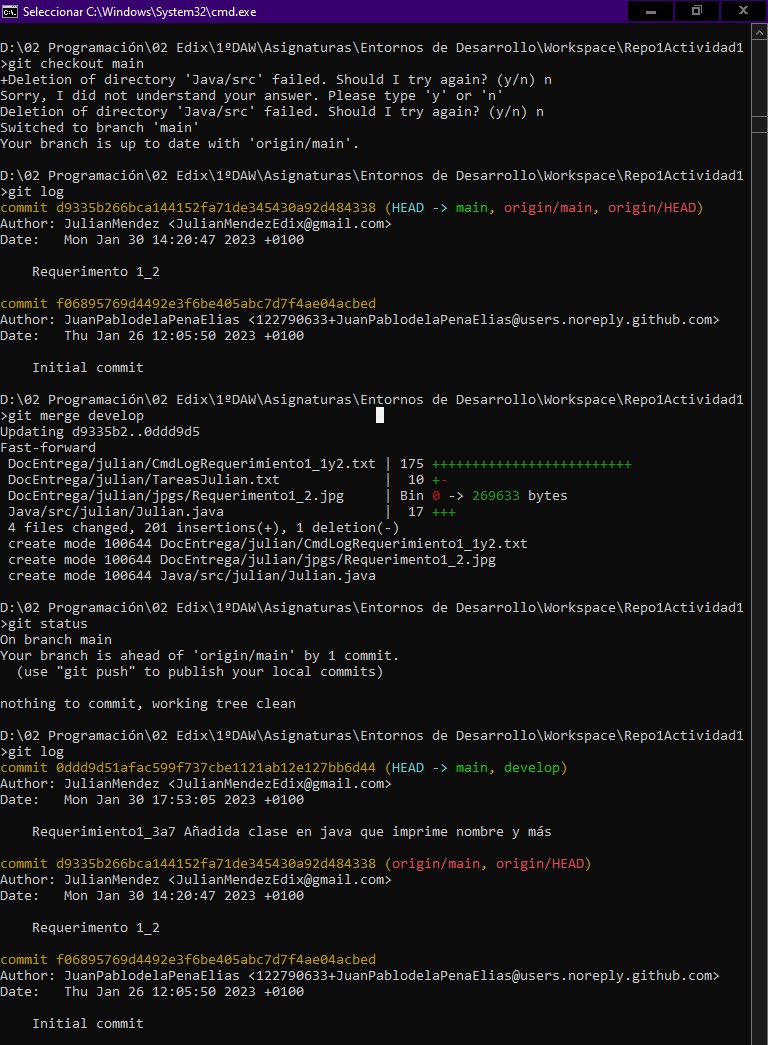 Seleccionar C:\Windows\System32\cmd.exe
D:\02 Programación\02 Edix\1ºDAW\Asignaturas\Entornos de Desarrollo\Workspace\Repo1Actividad1
>git checkout main
+Deletion of directory 'Java/src' failed. Should I try again? (y/n) n
Sorry, I did not understand your answer. Please type 'y' or 'n'
Deletion of directory 'Java/src' failed. Should I try again? (y/n) n
Switched to branch 'main'
Your branch is up to date with 'origin/main'.
D:\02 Programación\02 Edix\1ºDAW\Asignaturas\Entornos de Desarrollo\Workspace\Repo1Actividad1
>git log
commit d9335b266bca144152fa71de345430a92d484338 (HEAD -> main, origin/main, origin/HEAD)
Author: JulianMendez <JulianMendezEdix@gmail.com>
Date:   Mon Jan 30 14:20:47 2023 +0100
    Requerimento 1_2
commit f06895769d4492e3f6be405abc7d7f4ae04acbed
Author: JuanPablodelaPenaElias <122790633+JuanPablodelaPenaElias@users.noreply.github.com>
Date:   Thu Jan 26 12:05:50 2023 +0100
    Initial commit
D:\02 Programación\02 Edix\1ºDAW\Asignaturas\Entornos de Desarrollo\Workspace\Repo1Actividad1
>git merge develop
Updating d9335b2..0ddd9d5
Fast-forward
 DocEntrega/julian/CmdLogRequerimiento1_1y2.txt | 175 +++++++++++++++++++++++++
 DocEntrega/julian/TareasJulian.txt             |  10 +-
 DocEntrega/julian/jpgs/Requerimento1_2.jpg     | Bin 0 -> 269633 bytes
 Java/src/julian/Julian.java                    |  17 +++
 4 files changed, 201 insertions(+), 1 deletion(-)
 create mode 100644 DocEntrega/julian/CmdLogRequerimiento1_1y2.txt
 create mode 100644 DocEntrega/julian/jpgs/Requerimento1_2.jpg
 create mode 100644 Java/src/julian/Julian.java
D:\02 Programación\02 Edix\1ºDAW\Asignaturas\Entornos de Desarrollo\Workspace\Repo1Actividad1
>git status
On branch main
Your branch is ahead of 'origin/main' by 1 commit.
  (use "git push" to publish your local commits)
nothing to commit, working tree clean
D:\02 Programación\02 Edix\1ºDAW\Asignaturas\Entornos de Desarrollo\Workspace\Repo1Actividad1
>git log
commit 0ddd9d51afac599f737cbe1121ab12e127bb6d44 (HEAD -> main, develop)
Author: JulianMendez <JulianMendezEdix@gmail.com>
Date:   Mon Jan 30 17:53:05 2023 +0100
    Requerimiento1_3a7 Añadida clase en java que imprime nombre y más
commit d9335b266bca144152fa71de345430a92d484338 (origin/main, origin/HEAD)
Author: JulianMendez <JulianMendezEdix@gmail.com>
Date:   Mon Jan 30 14:20:47 2023 +0100
    Requerimento 1_2
commit f06895769d4492e3f6be405abc7d7f4ae04acbed
Author: JuanPablodelaPenaElias <122790633+JuanPablodelaPenaElias@users.noreply.github.com>
Date:   Thu Jan 26 12:05:50 2023 +0100
    Initial commit